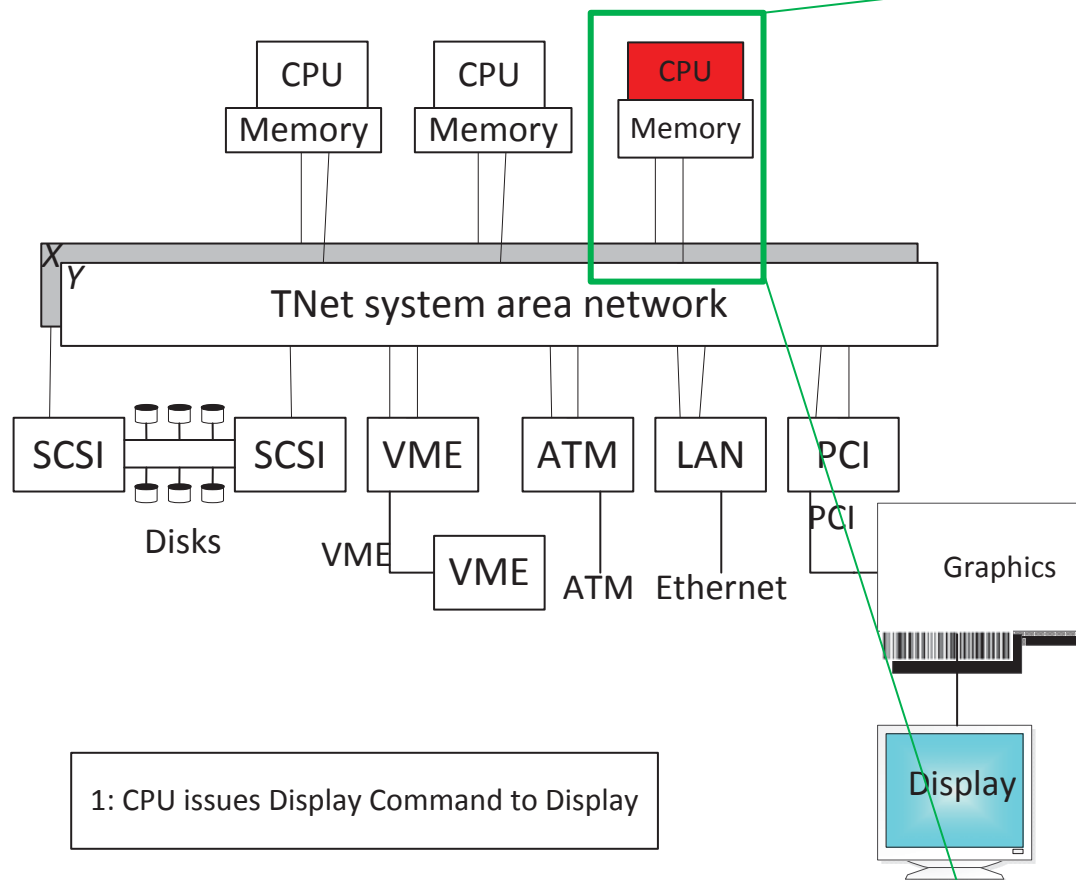 CPU
CPU
CPU
Memory
Memory
Memory
X
Y
TNet system area network
SCSI
SCSI
VME
ATM
LAN
PCI
PCI
Disks
VME
VME
ATM
Ethernet
Graphics
Display
1: CPU issues Display Command to Display